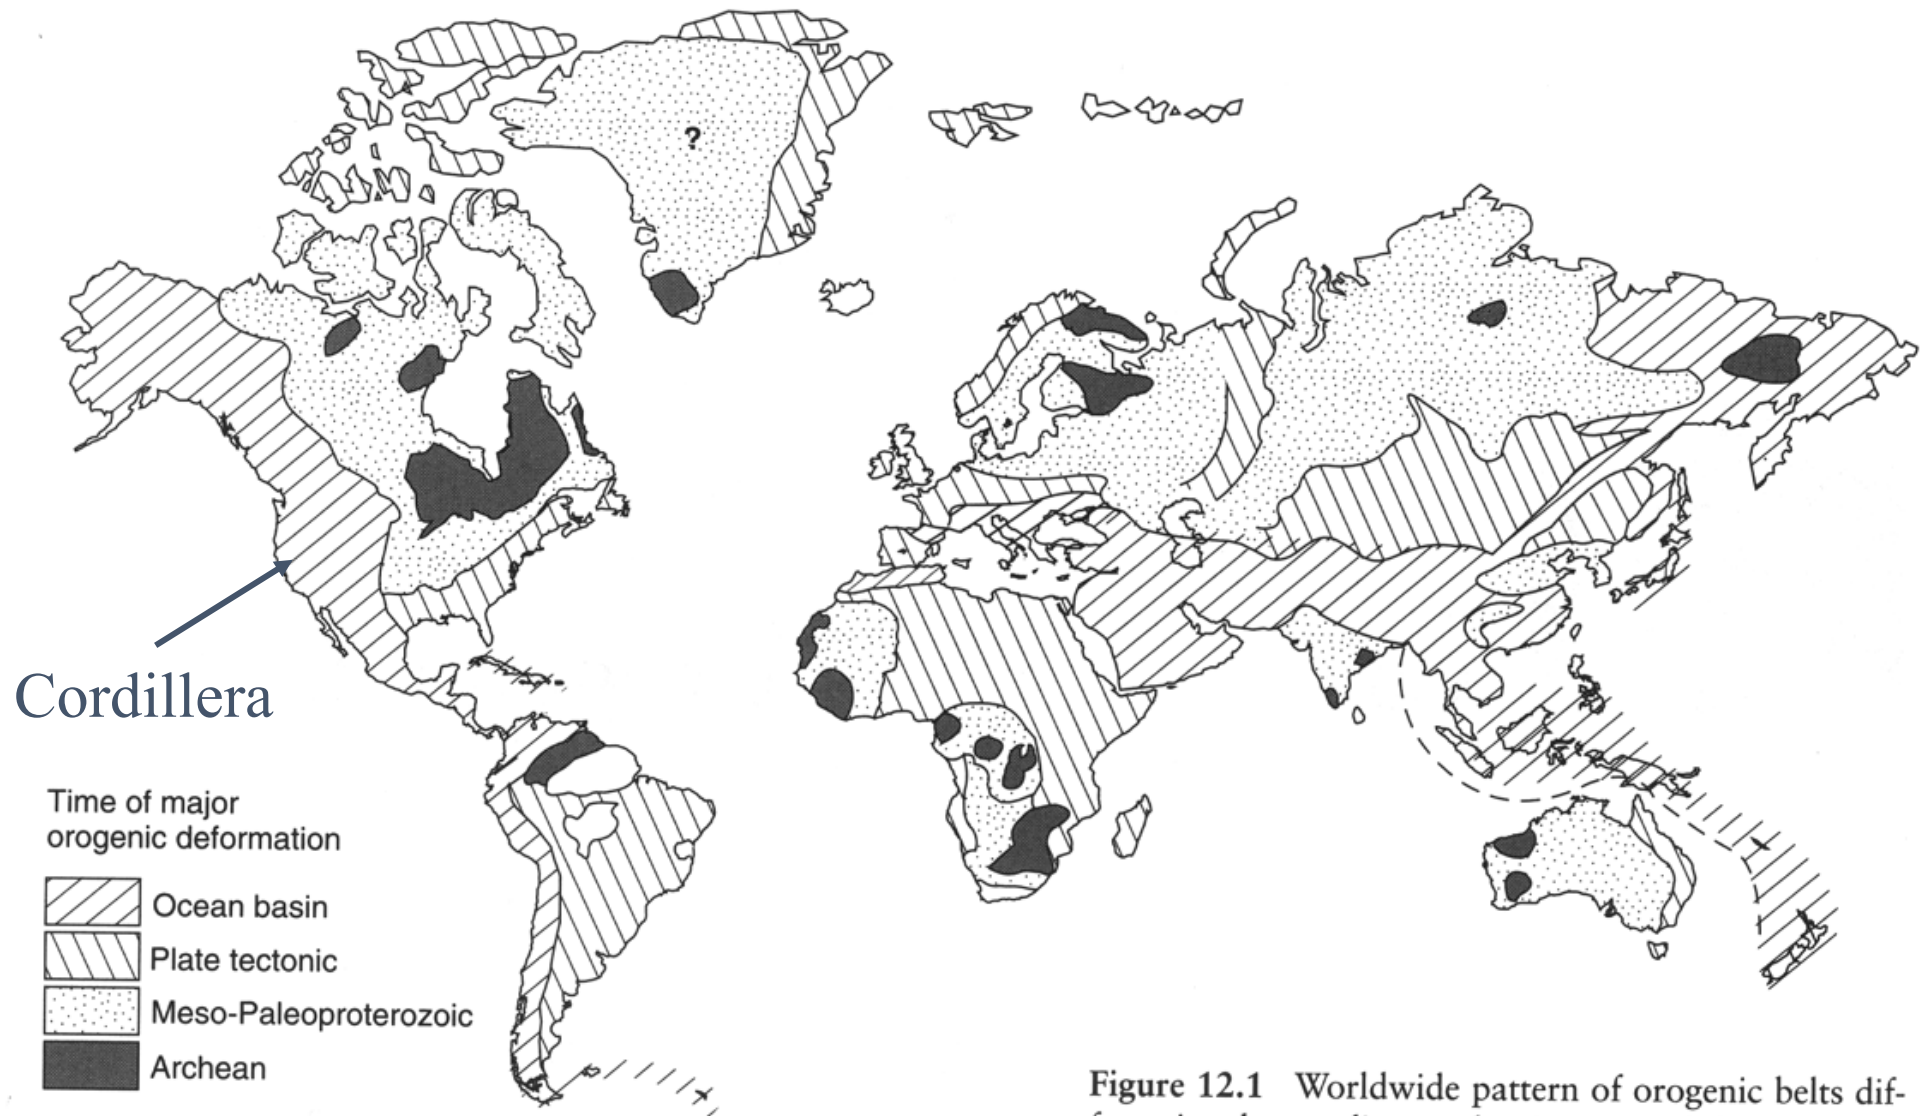 ?
Cordillera
Time of major
orogenic deformation
Ocean basin
Plate tectonic
Meso-Paleoproterozoic
Archean
Figure 12.1 Worldwide pattern of orogenic belts dif-